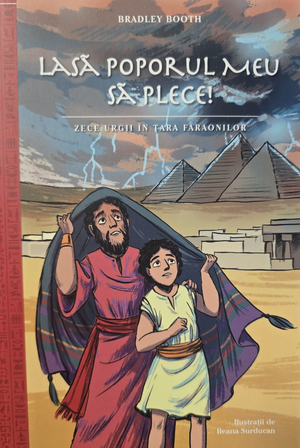 BRADLEY BOOTH
LASĂ POPORUL MEU
SĂ PLECE!
ZECE URGII ÎN ȚARA FARAONILOR
Ilustrații de
Ileana Surducan